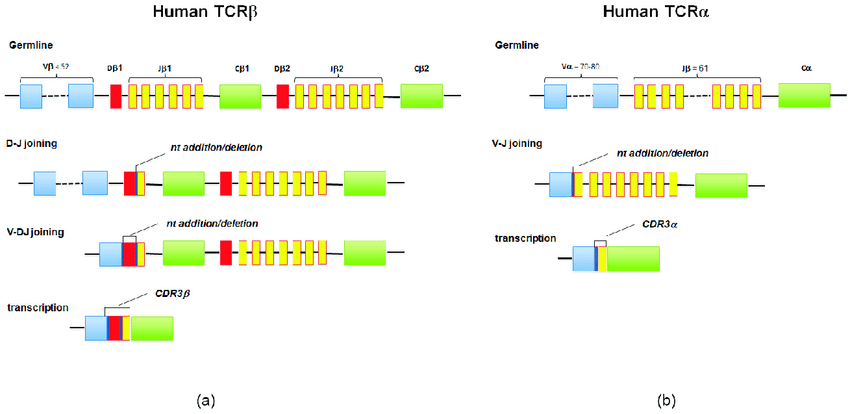 Human TCRβ
Germline
Vβ = 52
Dβ1
Jβ1
Cβ1
Dβ2
Jβ2
Cβ2
D-J joining
nt addition/deletion
V-DJ joining
nt addition/deletion
transcription
CDR3β
(a)
Human TCRα
Germline
Vα = 70-80
Jβ = 61
Cα
V-J joining
nt addition/deletion
transcription
CDR3α
(b)